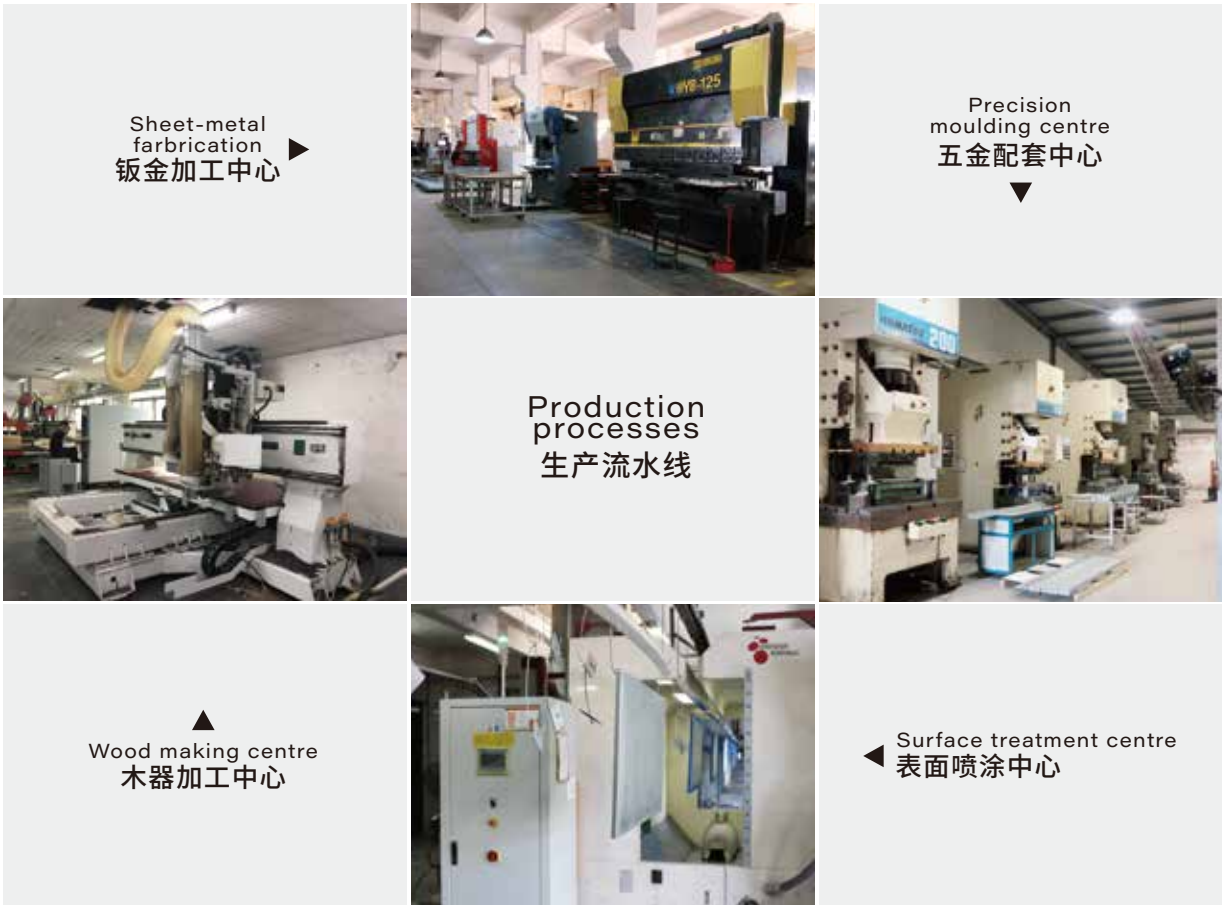 Sheet-metal
farbrication
钣金加工中心
WYB-125
Precision
moulding centre
五金配套中心
Production
processes
生产流水线
200
Wood making centre
木器加工中心
Surface treatment centre
表面喷涂中心